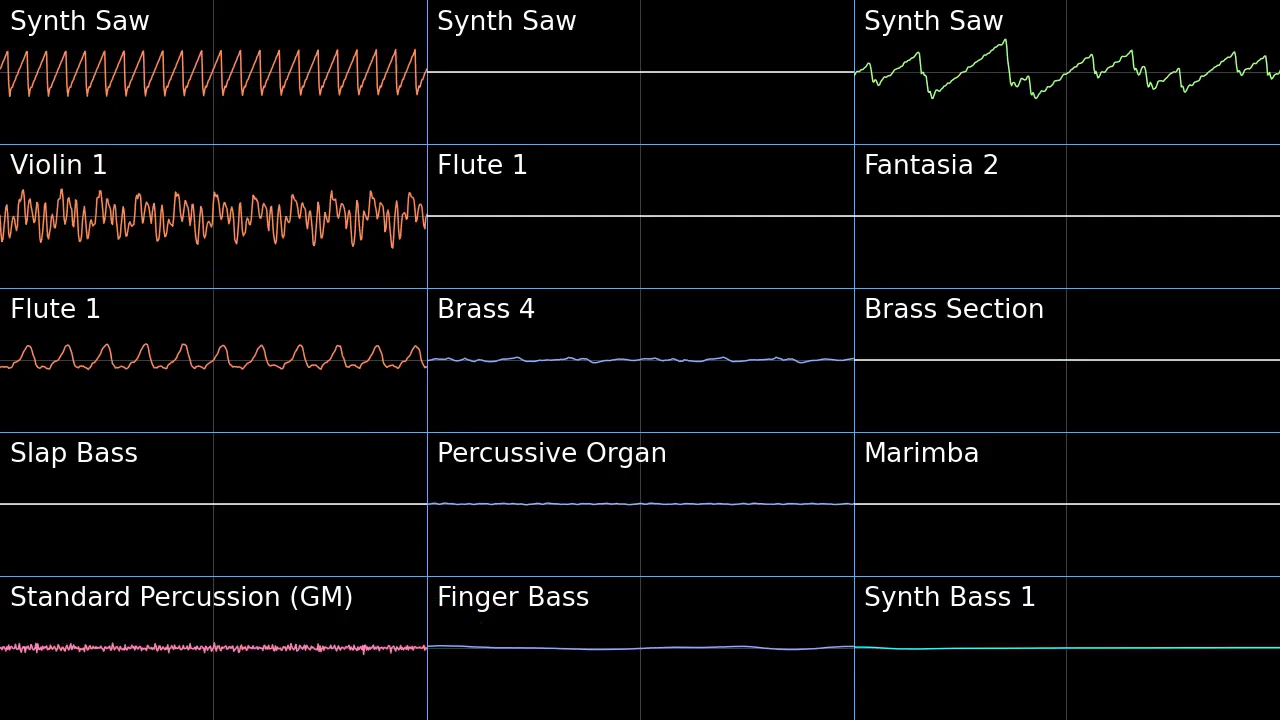 Synth Saw
Synth Saw
Synth Saw
Violin 1
Flute 1
Fantasia 2
Flute 1
Brass 4
Brass Section
Slap Bass
Percussive Organ
Marimba
Standard Percussion (GM)
Finger Bass
Synth Bass 1